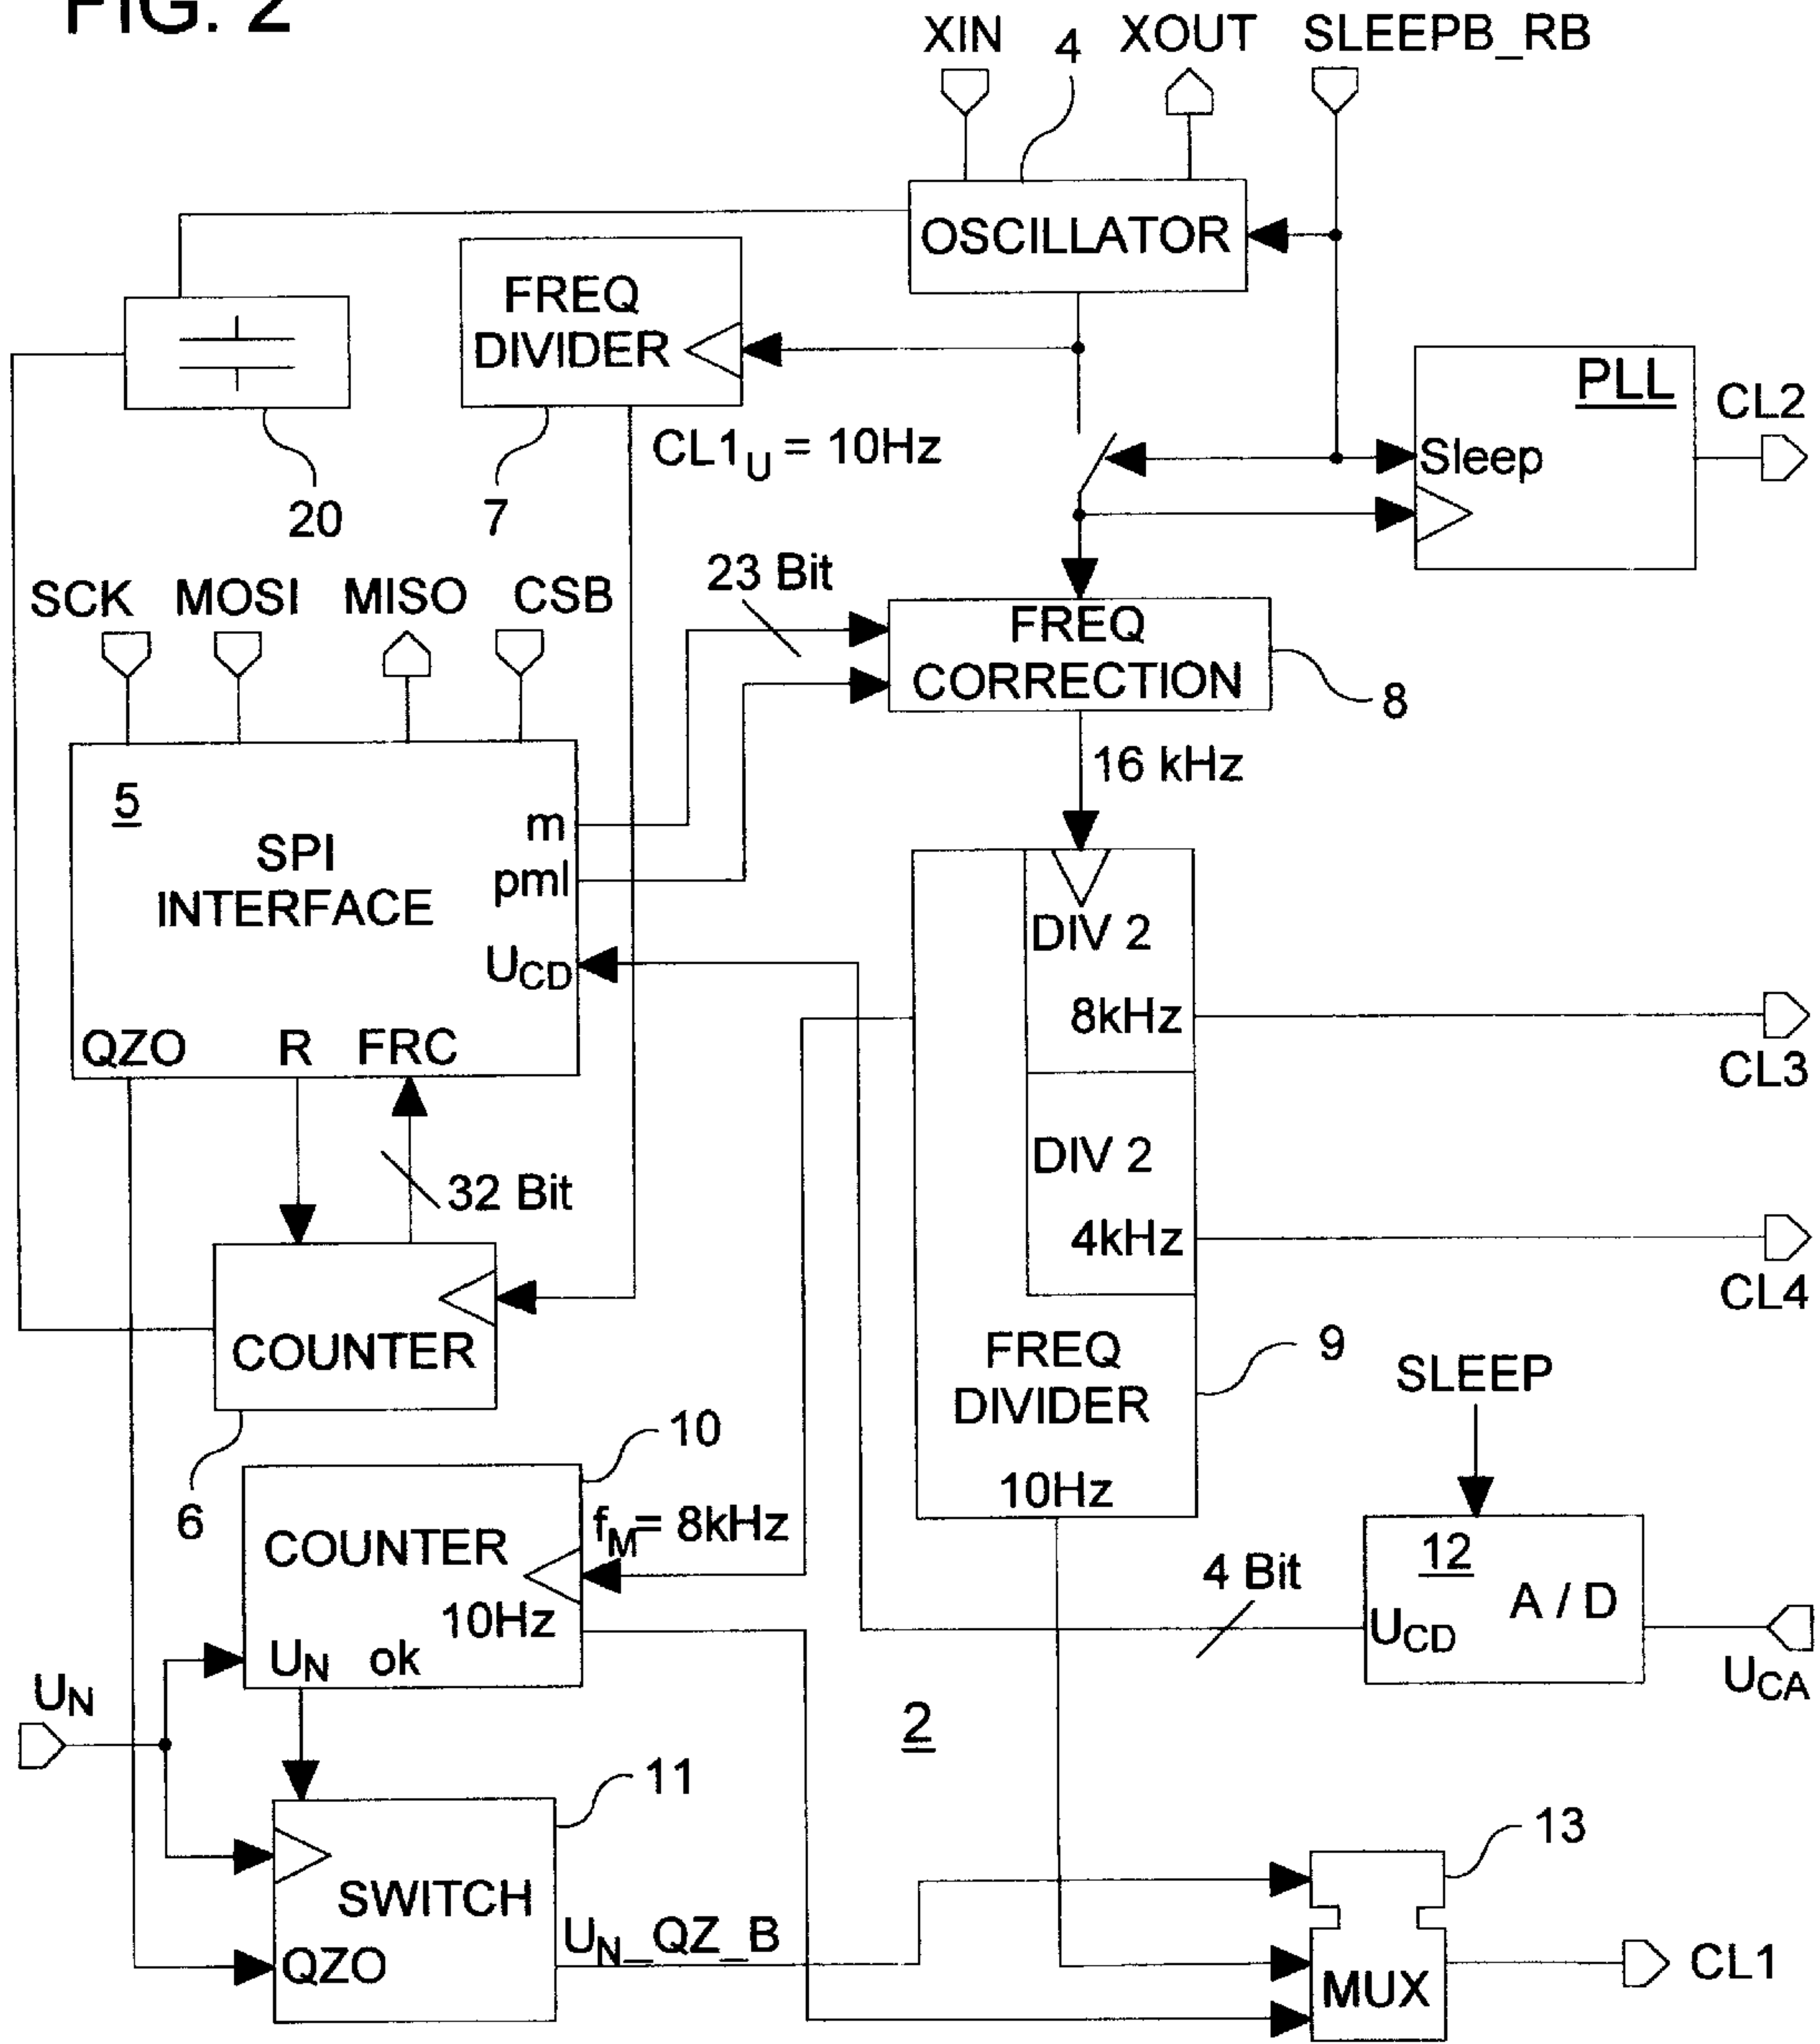 FIG. 2
XIN
4
XOUT
SLEEPB_RB
OSCILLATOR
FREQ
DIVIDER
PLL
CL2
Sleep
CL1U = 10Hz
20
7
23 Bit
SCK
MOSI
MISO
CSB
FREQ
CORRECTION
8
16 kHz
5
SPI
INTERFACE
m
pml
UCD
QZO
R
FRC
DIV 2
8kHz
CL3
DIV 2
4kHz
CL4
32 Bit
COUNTER
6
FREQ
DIVIDER
9
10Hz
SLEEP
10
COUNTER
fM= 8kHz
10Hz
UN
ok
4 Bit
12
A / D
UCD
UCA
UN
2
11
SWITCH
QZO
UN_QZ_B
13
MUX
CL1